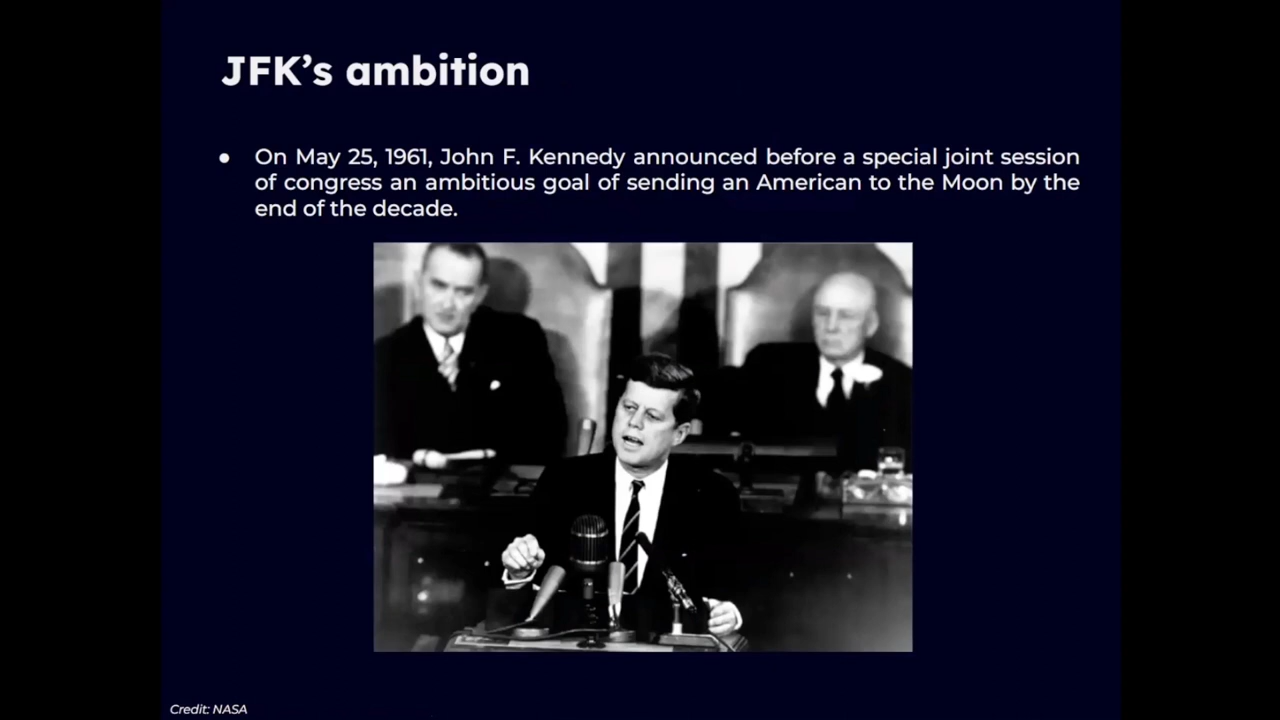 JFK’s ambition
● On May 25, 1961, John F. Kennedy announced before a special joint session
of congress an ambitious goal of sending an American to the Moon by the
end of the decade.
Credit: NASA